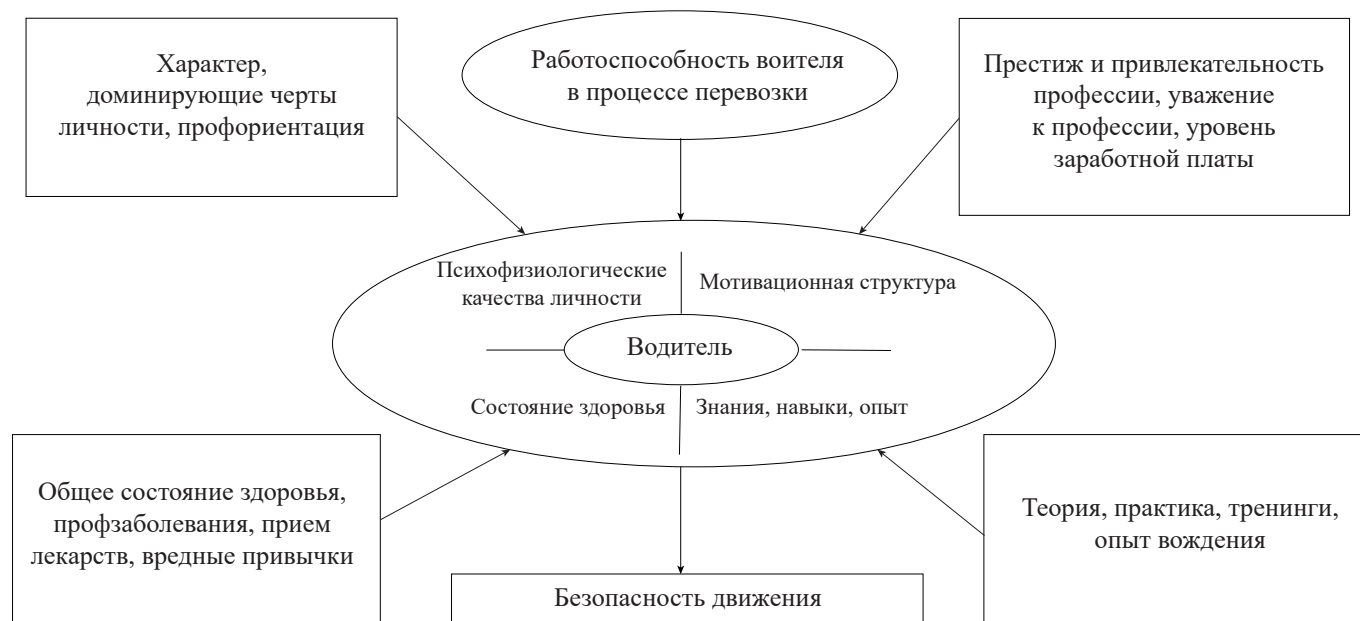 Характер,
доминирующие черты
личности, профориентация
Работоспособность воителя
в процессе перевозки
Престиж и привлекательность
профессии, уважение
к профессии, уровень
заработной платы
Психофизиологические
качества личности
Мотивационная структура
Водитель
Состояние здоровья
Знания, навыки, опыт
Общее состояние здоровья,
профзаболевания, прием
лекарств, вредные привычки
Теория, практика, тренинги,
опыт вождения
Безопасность движения